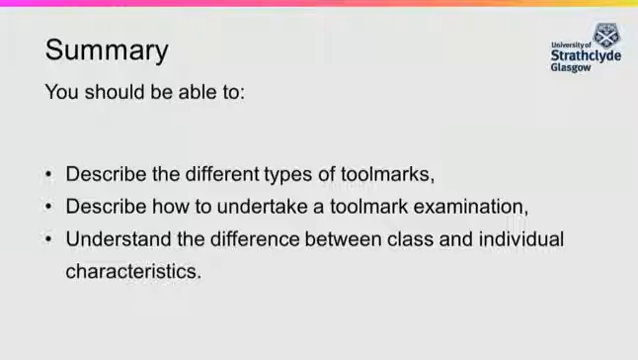 Summary
University of
Strathclyde
Glasgow
You should be able to:
• Describe the different types of toolmarks,
• Describe how to undertake a toolmark examination,
• Understand the difference between class and individual
characteristics.